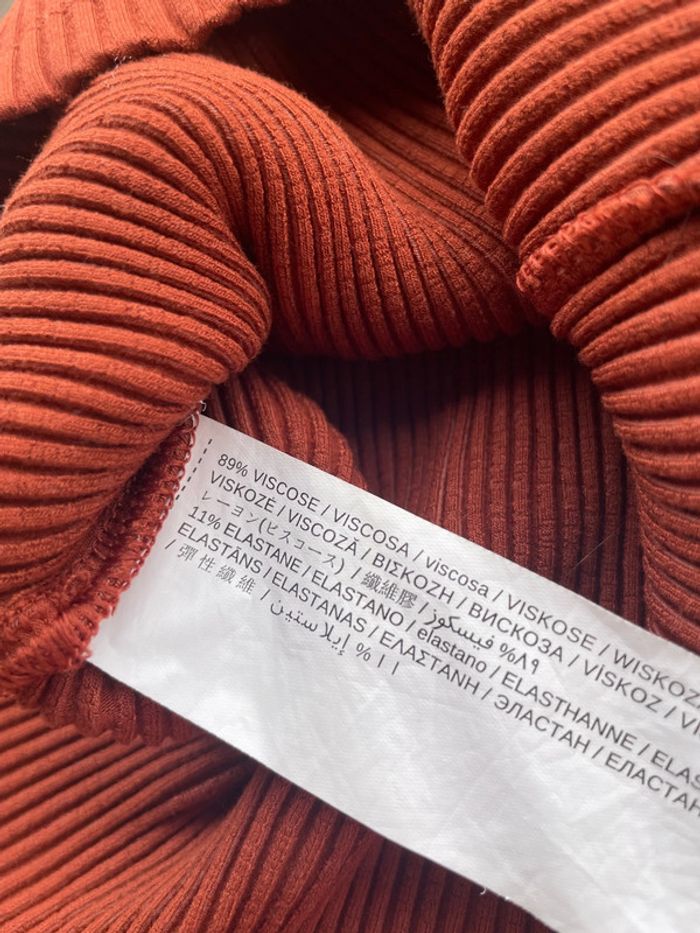 89% VISCOSE / VISCOSA / viscosa / VISKOSE / WISKOZ
VISKOZĖ / VISCOZĂ / ΒΙΣΚΟΖΗ / ВИСКОЗА / VISKOZ / VI
レーヨン(ビスコース) / 纖維膠 / فيسكوز %٨٩
11% ELASTANE / ELASTANO / elastano / ELASTHANNE / ELAS
ELASTĀNS / ELASTANAS / ΕΛΑΣΤΑΝΗ / ЭЛАСТАН / ЕЛАСТАН
/ 彈性纖維 / إيلاستين %١١